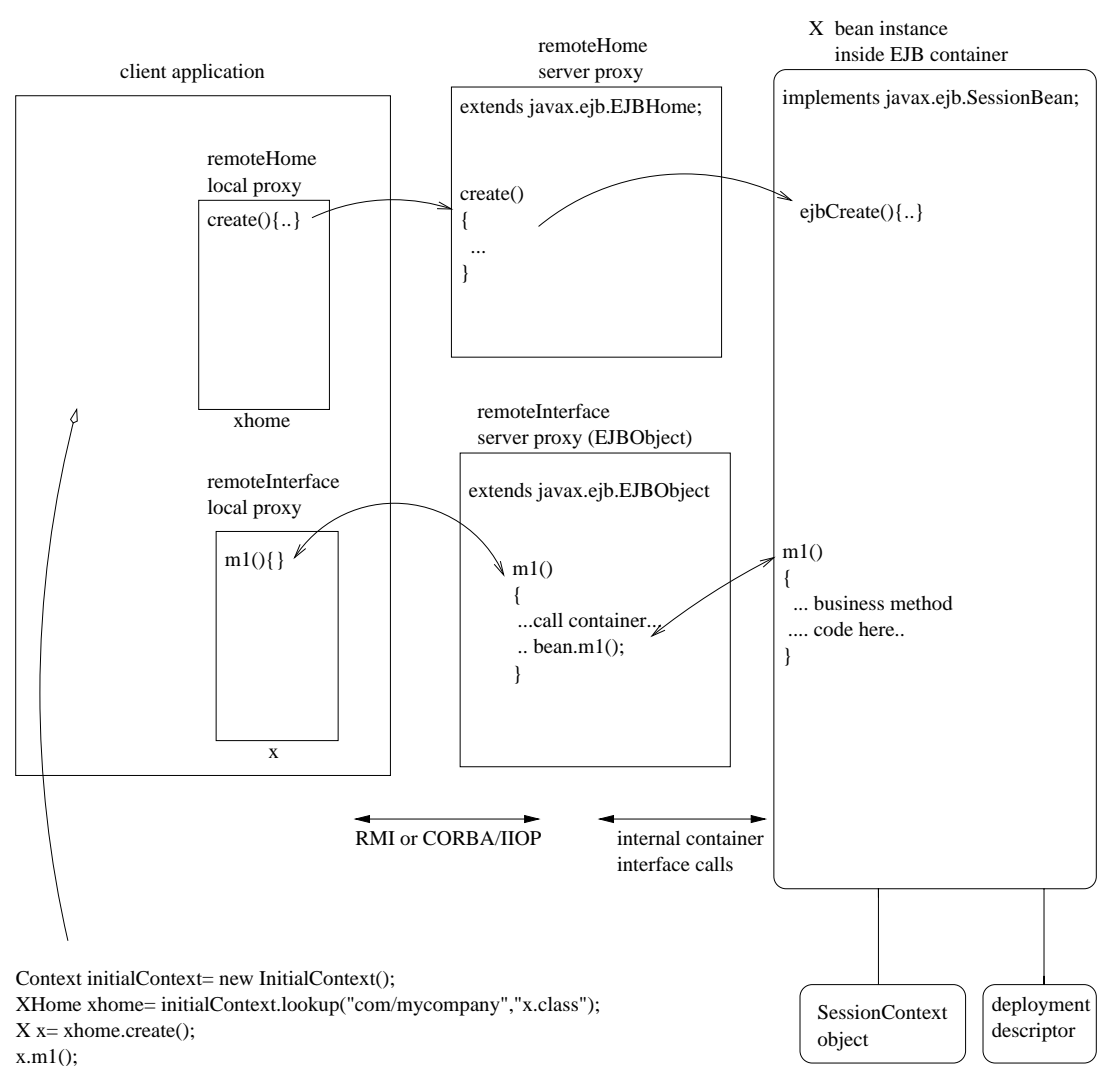 X bean instance
inside EJB container
remoteHome
server proxy
client application
extends javax.ejb.EJBHome;
implements javax.ejb.SessionBean;
remoteHome
local proxy
create(){..}
create()
{
...
}
ejbCreate(){..}
xhome
remoteInterface
server proxy (EJBObject)
remoteInterface
local proxy
extends javax.ejb.EJBObject
m1(){}
m1()
{
...call container...
.. bean.m1();
}
m1()
{
... business method
.... code here..
}
x
RMI or CORBA/IIOP
internal container
interface calls
Context initialContext= new InitialContext();
XHome xhome= initialContext.lookup("com/mycompany","x.class");
X x= xhome.create();
x.m1();
SessionContext
object
deployment
descriptor